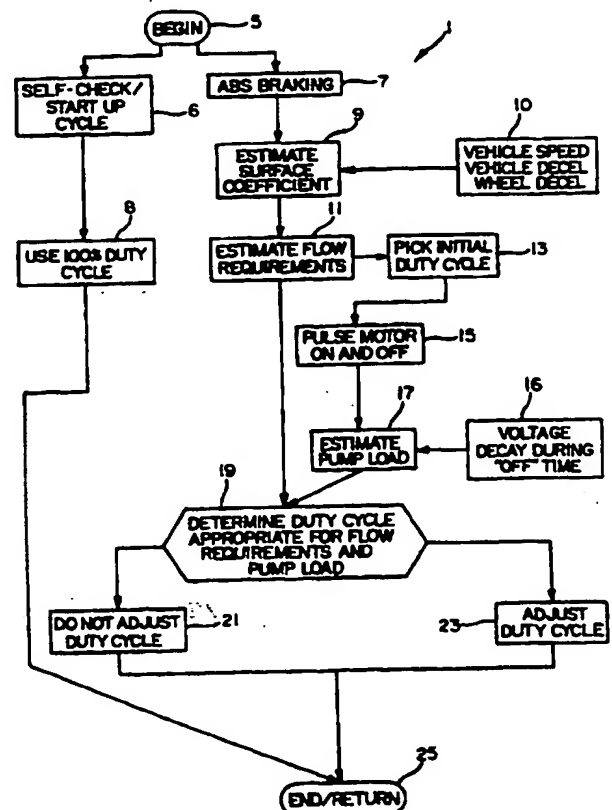 BEGIN
5
1
SELF-CHECK/
START UP
CYCLE
6
ABS BRAKING
7
9
ESTIMATE
SURFACE
COEFFICIENT
10
VEHICLE SPEED
VEHICLE DECEL
WHEEL DECEL
8
USE 100% DUTY
CYCLE
11
ESTIMATE FLOW
REQUIREMENTS
PICK INITIAL
DUTY CYCLE
13
PULSE MOTOR
ON AND OFF
15
17
ESTIMATE
PUMP LOAD
16
VOLTAGE
DECAY DURING
"OFF" TIME
19
DETERMINE DUTY CYCLE
APPROPRIATE FOR FLOW
REQUIREMENTS AND
PUMP LOAD
DO NOT ADJUST
DUTY CYCLE
21
23
ADJUST
DUTY CYCLE
25
END/RETURN